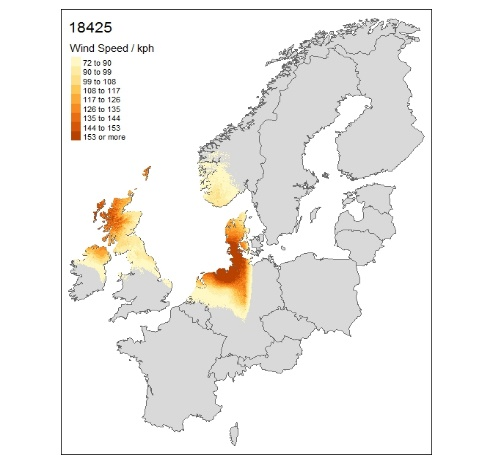 18425
Wind Speed / kph
72 to 90
90 to 99
99 to 108
108 to 117
117 to 126
126 to 135
135 to 144
144 to 153
153 or more